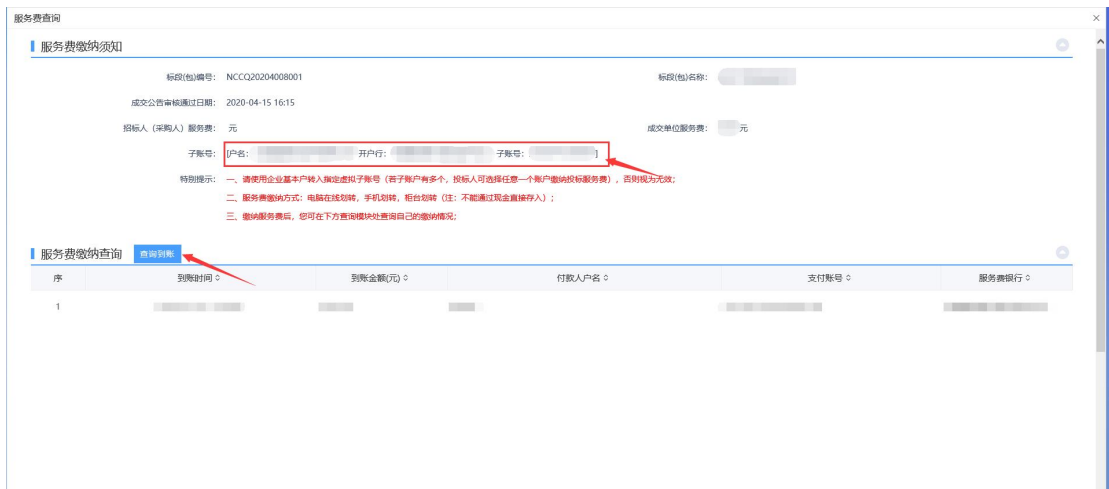 服务费查询
服务费缴纳须知
标段(包)编号： NCCQ20204008001 标段(包)名称：
成交公告审核通过日期： 2020-04-15 16:15
招标人（采购人）服务费： 元 成交单位服务费： 元
子账号： [户名： 开户行： 子账号： ]
特别提示： 一、请使用企业基本户转入指定虚拟子账号（若子账户有多个，投标人可选择任意一个账户缴纳投标服务费），否则视为无效；
二、服务费缴纳方式：电脑在线划转，手机划转，柜台划转（注：不能通过现金直接存入）；
三、缴纳服务费后，您可在下方查询模块处查询自己的缴纳情况；
服务费缴纳查询 查询到账
序 到账时间 到账金额(元) 付款人户名 支付账号 服务费银行
1